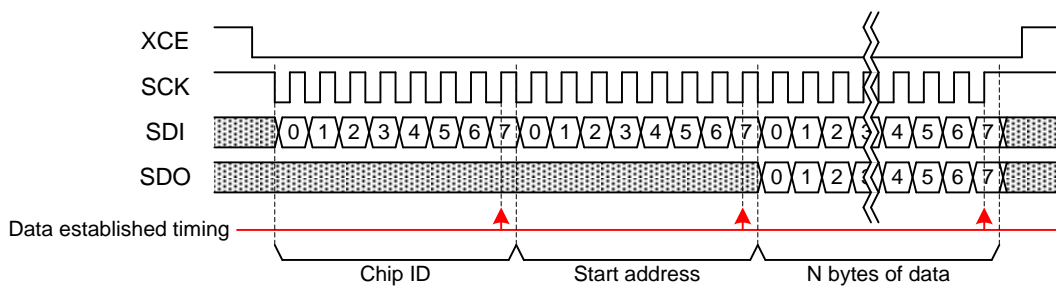 XCE
SCK
SDI 0 1 2 3 4 5 6 7 0 1 2 3 4 5 6 7 0 1 2 3 4 5 6 7
SDO 0 1 2 3 4 5 6 7
Data established timing
Chip ID Start address N bytes of data